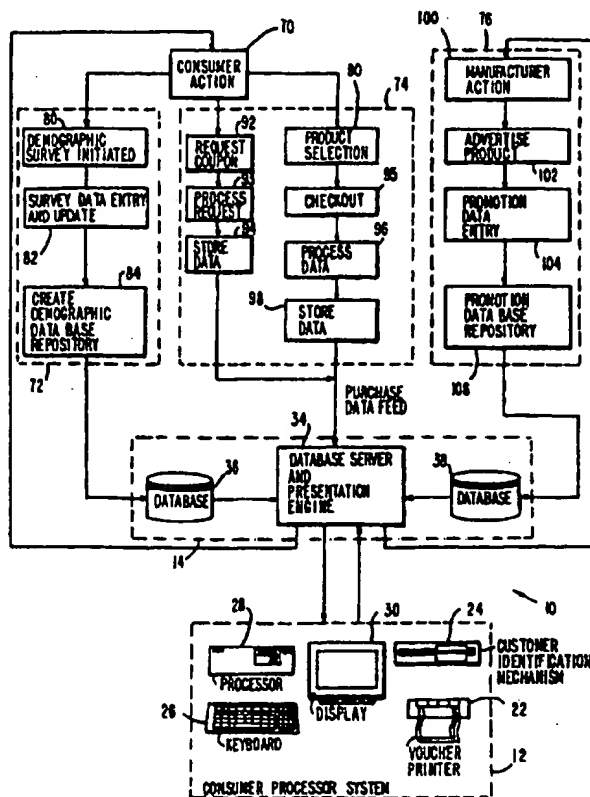 70
CONSUMER
ACTION
100
76
MANUFACTURER
ACTION
80
DEMOGRAPHIC
SURVEY INITIATED
92
REQUEST
COUPON
80
PRODUCT
SELECTION
74
ADVERTISE
PRODUCT
102
SURVEY DATA ENTRY
AND UPDATE
82
93
PROCESS
REQUEST
CHECKOUT
95
PROMOTION
DATA
ENTRY
104
94
STORE
DATA
PROCESS
DATA
96
84
CREATE
DEMOGRAPHIC
DATA BASE
REPOSITORY
72
98
STORE
DATA
PROMOTION
DATA BASE
REPOSITORY
108
PURCHASE
DATA FEED
34
DATABASE SERVER
AND
PRESENTATION
ENGINE
36
DATABASE
38
DATABASE
14
10
28
PROCESSOR
30
DISPLAY
24
CUSTOMER
IDENTIFICATION
MECHANISM
26
KEYBOARD
22
VOUCHER
PRINTER
12
CONSUMER PROCESSOR SYSTEM